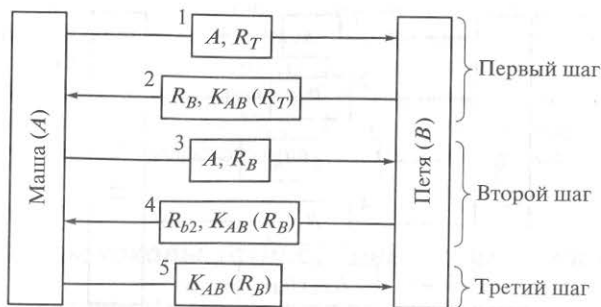 1
A, R_T
2
R_B, K_AB(R_T)
Первый шаг
3
A, R_B
4
R_b2, K_AB(R_B)
Второй шаг
5
K_AB(R_B)
Третий шаг
Маша (A)
Петя (B)